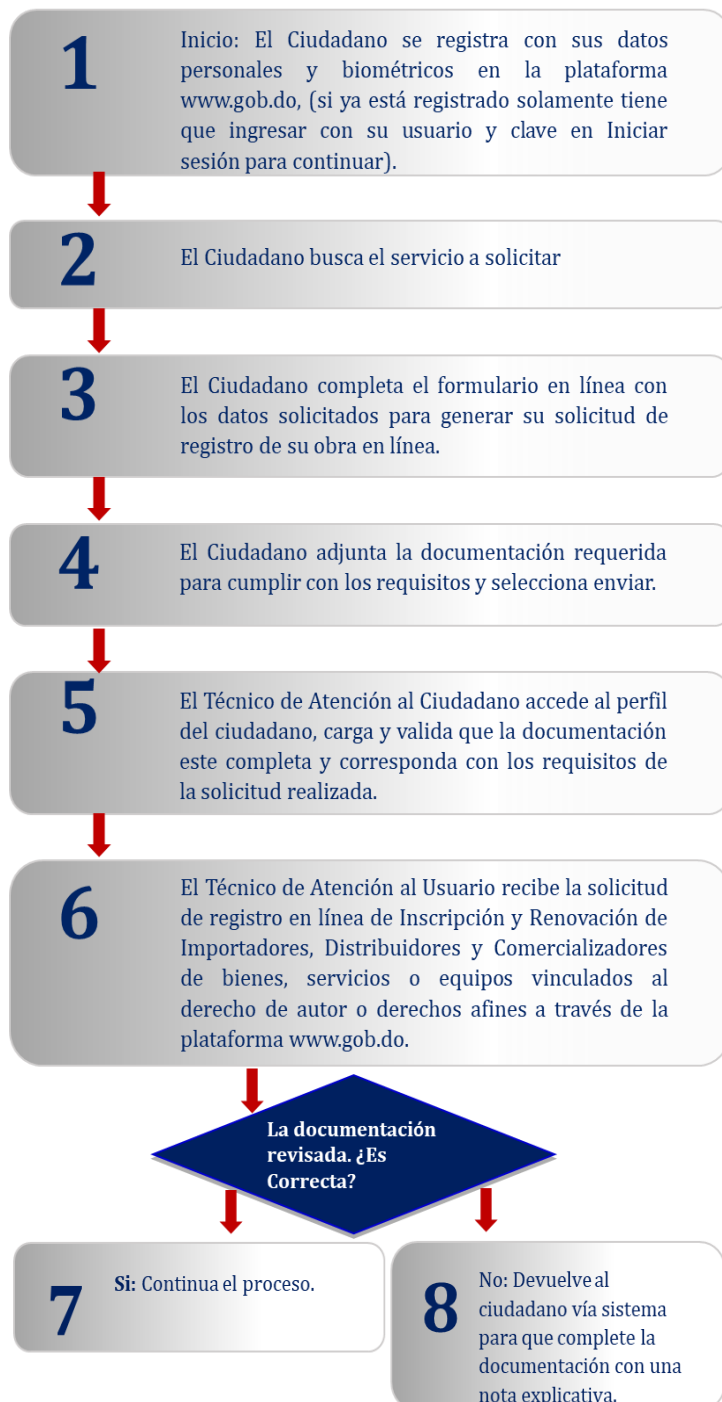 1
Inicio: El Ciudadano se registra con sus datos
personales y biométricos en la plataforma
www.gob.do, (si ya está registrado solamente tiene
que ingresar con su usuario y clave en Iniciar
sesión para continuar).
2
El Ciudadano busca el servicio a solicitar
3
El Ciudadano completa el formulario en línea con
los datos solicitados para generar su solicitud de
registro de su obra en línea.
4
El Ciudadano adjunta la documentación requerida
para cumplir con los requisitos y selecciona enviar.
5
El Técnico de Atención al Ciudadano accede al perfil
del ciudadano, carga y valida que la documentación
este completa y corresponda con los requisitos de
la solicitud realizada.
6
El Técnico de Atención al Usuario recibe la solicitud
de registro en línea de Inscripción y Renovación de
Importadores, Distribuidores y Comercializadores
de bienes, servicios o equipos vinculados al
derecho de autor o derechos afines a través de la
plataforma www.gob.do.
La documentación
revisada. ¿Es
Correcta?
7
Si: Continua el proceso.
8
No: Devuelve al
ciudadano vía sistema
para que complete la
documentación con una
nota explicativa.